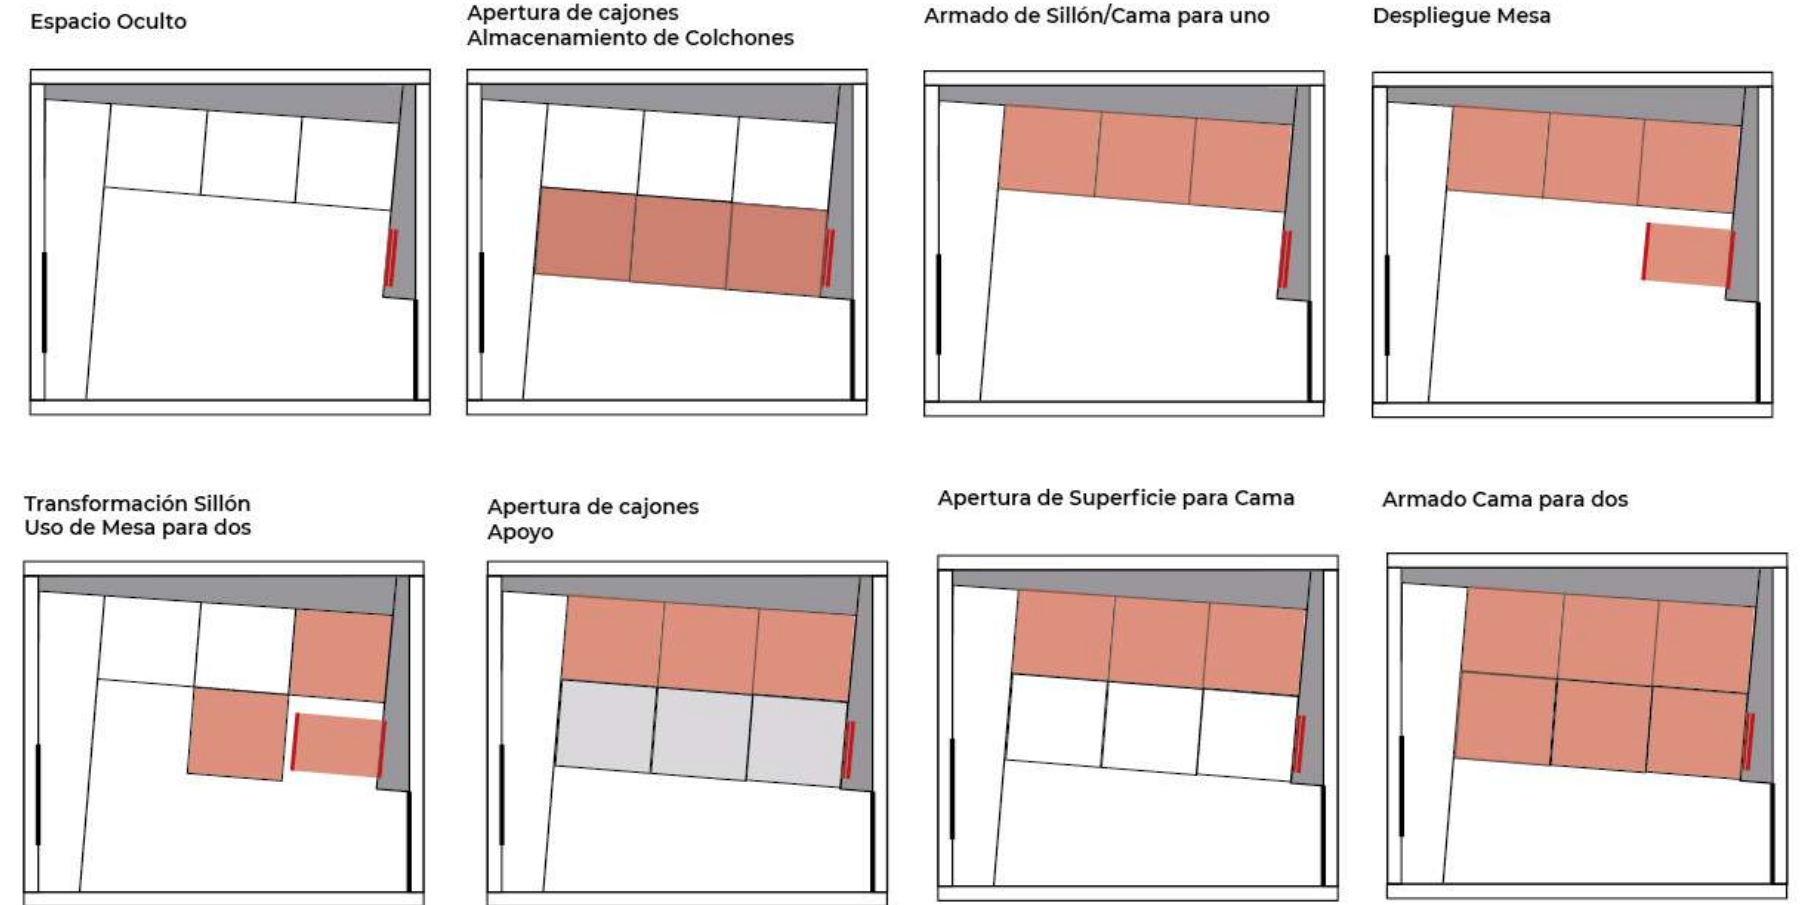 Espacio Oculto
Apertura de cajones
Almacenamiento de Colchones
Armado de Sillón/Cama para uno
Despliegue Mesa
Transformación Sillón
Uso de Mesa para dos
Apertura de cajones
Apoyo
Apertura de Superficie para Cama
Armado Cama para dos